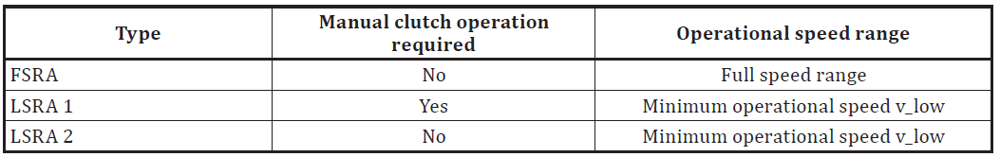 Type Manual clutch operation required Operational speed range
FSRA No Full speed range
LSRA 1 Yes Minimum operational speed v_low
LSRA 2 No Minimum operational speed v_low